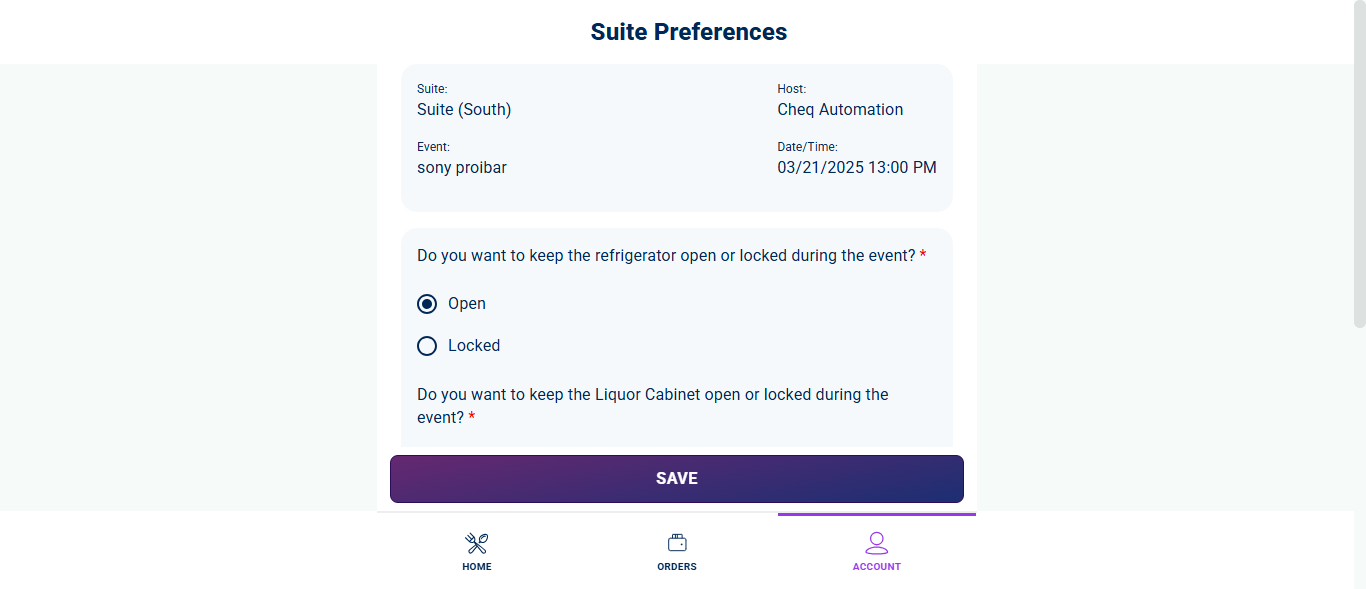 Suite Preferences
Suite:
Suite (South)
Host:
Cheq Automation
Event:
sony proibar
Date/Time:
03/21/2025 13:00 PM
Do you want to keep the refrigerator open or locked during the event? *
Open
Locked
Do you want to keep the Liquor Cabinet open or locked during the
event? *
SAVE
HOME
ORDERS
ACCOUNT